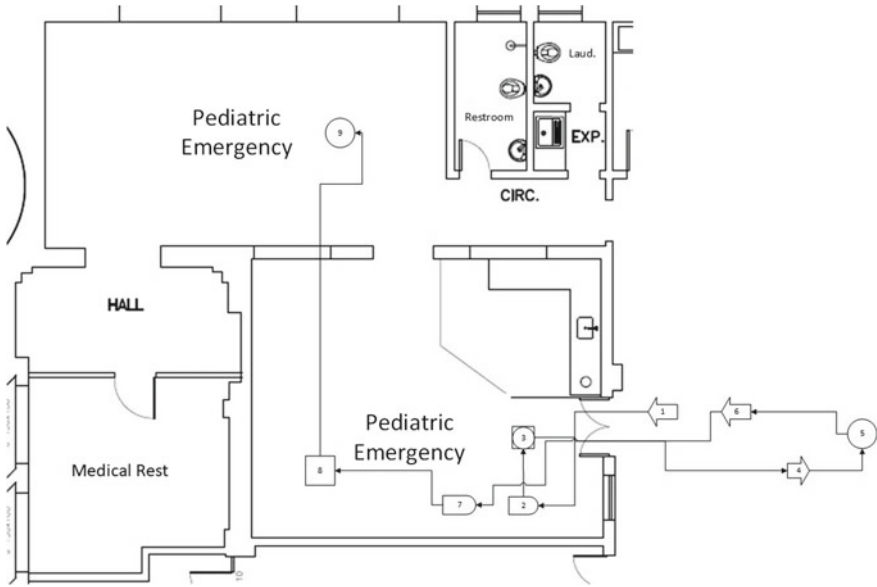 Laud.
Pediatric
Emergency
9
Restroom
EXP.
CIRC.
HALL
1
6
Pediatric
Emergency
3
5
Medical Rest
8
4
7
2
10